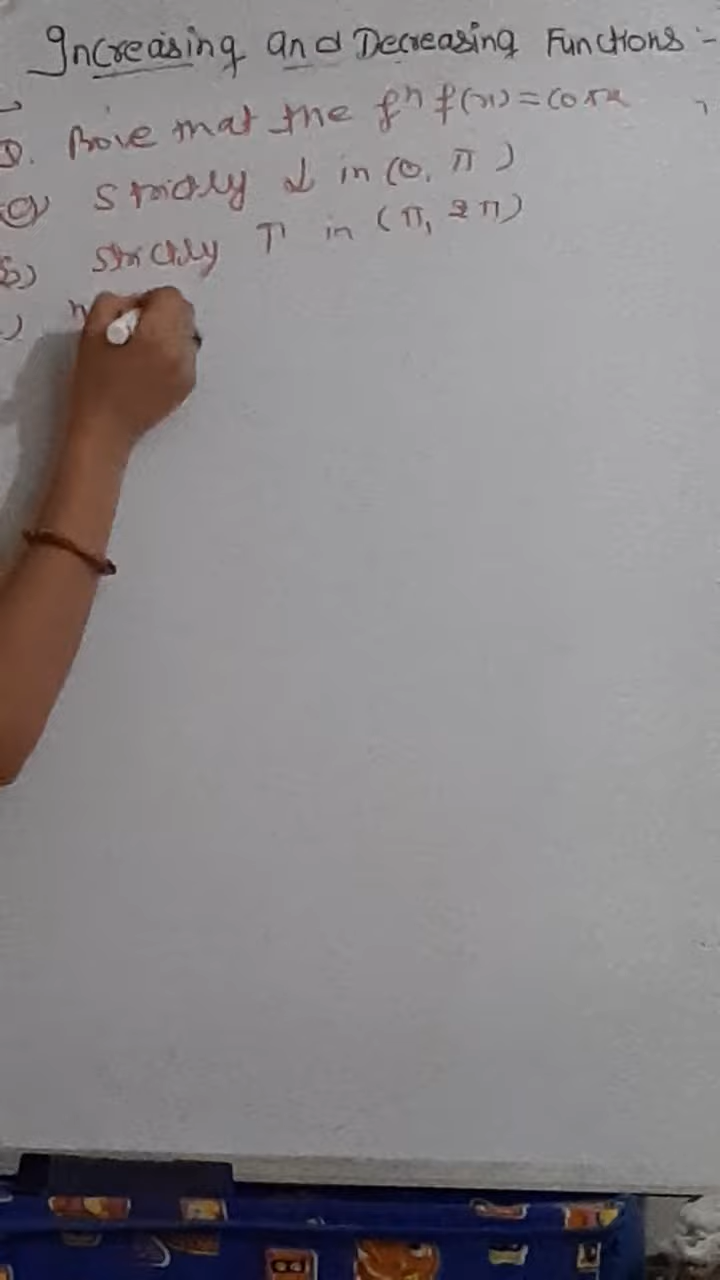 Increasing and Decreasing Functions :-
Q. Prove that the fⁿ f(x) = cos x
a) Strictly ↓ in (0, π)
b) Strictly ↑ in (π, 2π)